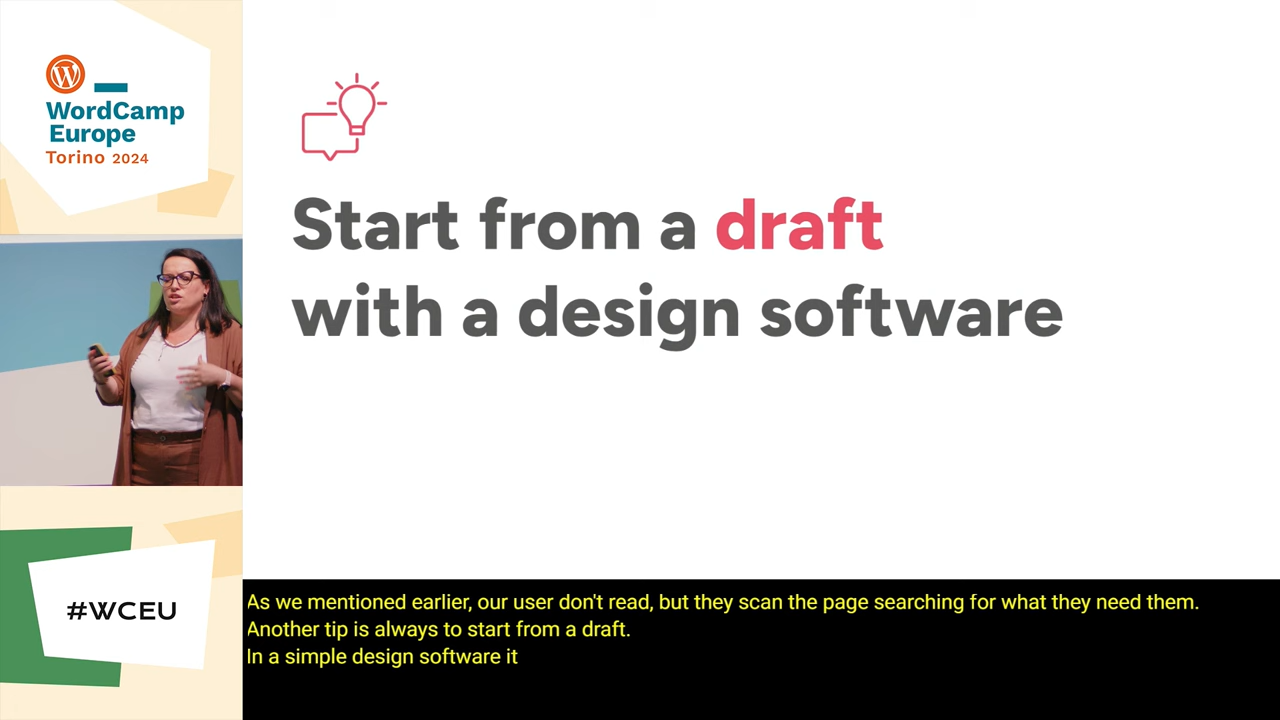 WordCamp
Europe
Torino 2024
Start from a draft
with a design software
#WCEU
As we mentioned earlier, our user don't read, but they scan the page searching for what they need them.
Another tip is always to start from a draft.
In a simple design software it